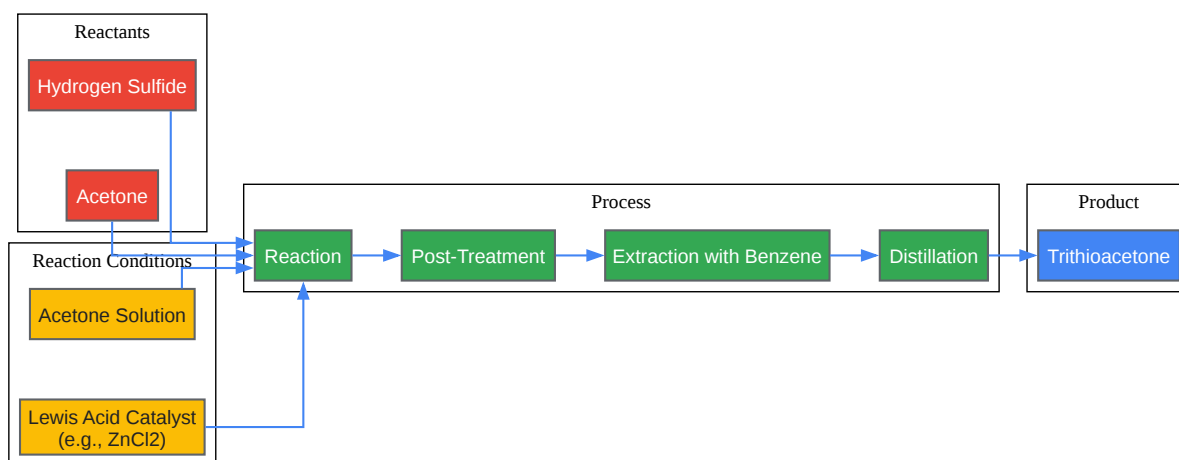 Reactants
Hydrogen Sulfide
Acetone
Reaction Conditions
Acetone Solution
Lewis Acid Catalyst
(e.g., ZnCl2)
Process
Reaction
Post-Treatment
Extraction with Benzene
Distillation
Product
Trithioacetone